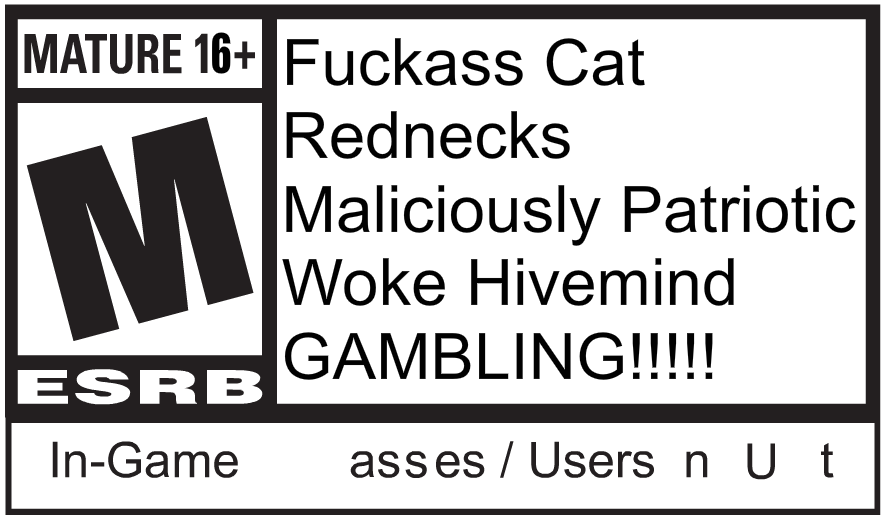 MATURE 16+
M
ESRB
Fuckass Cat
Rednecks
Maliciously Patriotic
Woke Hivemind
GAMBLING!!!!!
In-Game asses / Users n U t